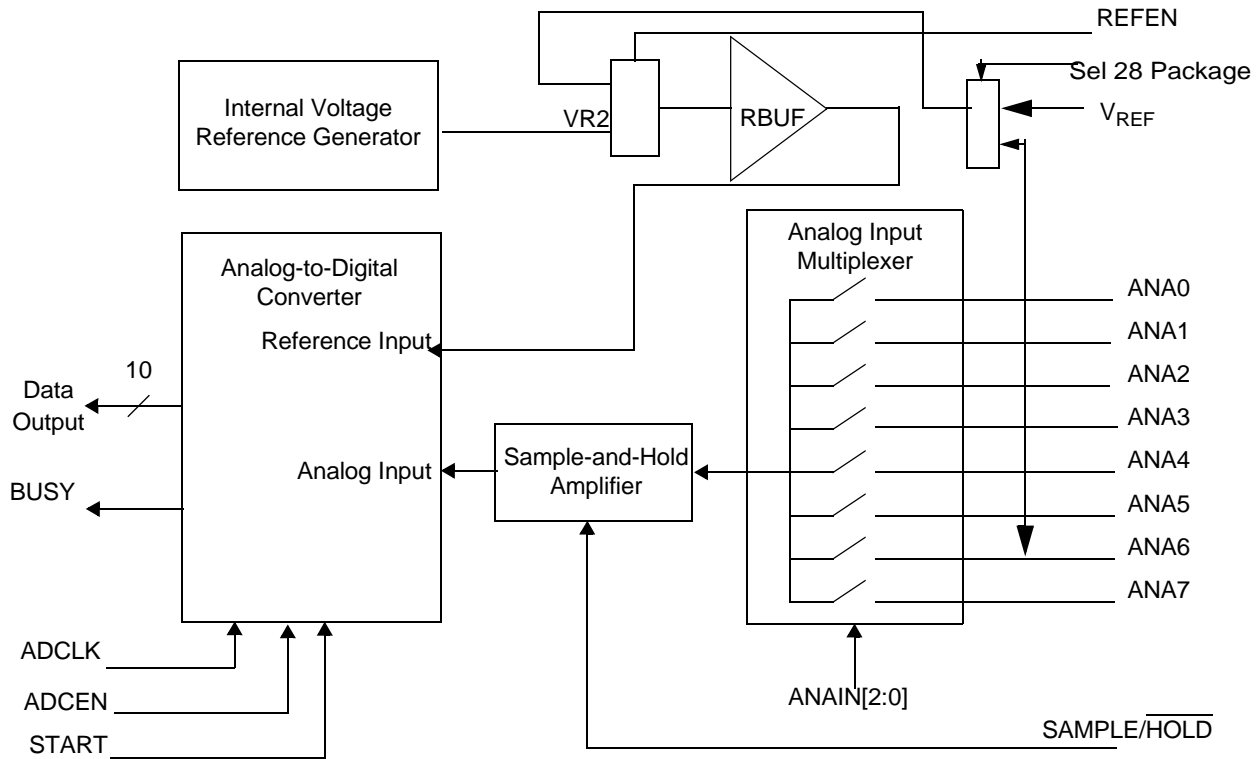 REFEN
Sel 28 Package
Internal Voltage
Reference Generator
VR2
RBUF
VREF
Analog Input
Multiplexer
Analog-to-Digital
Converter
ANA0
Reference Input
ANA1
10
Data
Output
ANA2
ANA3
Sample-and-Hold
Amplifier
Analog Input
ANA4
BUSY
ANA5
ANA6
ANA7
ADCLK
ADCEN
ANAIN[2:0]
START
SAMPLE/HOLD